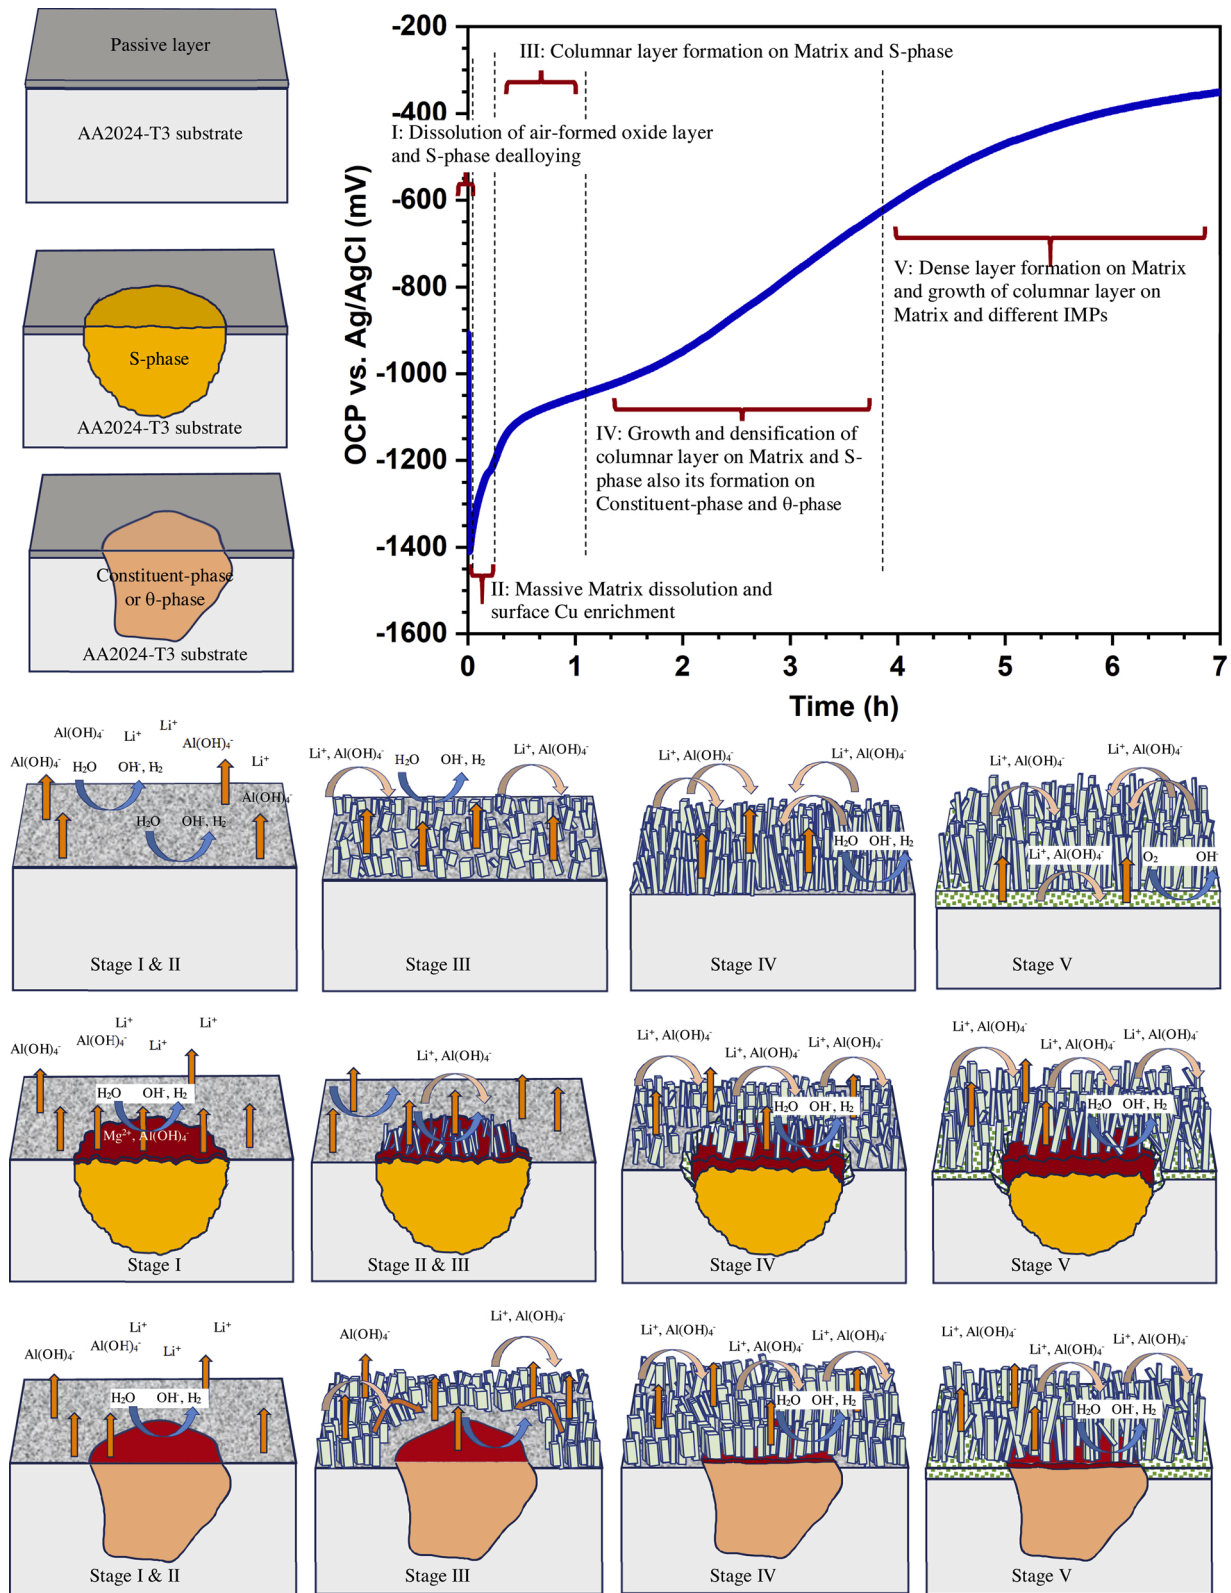 Passive layer
AA2024-T3 substrate
S-phase
AA2024-T3 substrate
Constituent-phase
or θ-phase
AA2024-T3 substrate
OCP vs. Ag/AgCl (mV)
-200
-400
-600
-800
-1000
-1200
-1400
-1600
III: Columnar layer formation on Matrix and S-phase
I: Dissolution of air-formed oxide layer
and S-phase dealloying
V: Dense layer formation on Matrix
and growth of columnar layer on
Matrix and different IMPs
IV: Growth and densification of
columnar layer on Matrix and S-
phase also its formation on
Constituent-phase and θ-phase
II: Massive Matrix dissolution and
surface Cu enrichment
0 1 2 3 4 5 6 7
Time (h)
Al(OH)₄⁻ Li⁺ Li⁺ Al(OH)₄⁻
Al(OH)₄⁻ H₂O OH⁻, H₂ Li⁺
Al(OH)₄⁻
H₂O OH⁻, H₂
Stage I & II
Li⁺, Al(OH)₄⁻ H₂O OH⁻, H₂ Li⁺, Al(OH)₄⁻
Stage III
Li⁺, Al(OH)₄⁻ Li⁺, Al(OH)₄⁻
H₂O OH⁻, H₂
Stage IV
Li⁺, Al(OH)₄⁻ Li⁺, Al(OH)₄⁻
Li⁺, Al(OH)₄⁻ O₂ OH⁻
Stage V
Li⁺ Li⁺
Al(OH)₄⁻ Al(OH)₄⁻ Li⁺
H₂O OH⁻, H₂
Mg²⁺, Al(OH)₄⁻
Stage I
Li⁺, Al(OH)₄⁻
Stage II & III
Li⁺, Al(OH)₄⁻ Li⁺, Al(OH)₄⁻ Li⁺, Al(OH)₄⁻
H₂O OH⁻, H₂
Stage IV
Li⁺, Al(OH)₄⁻ Li⁺, Al(OH)₄⁻ Li⁺, Al(OH)₄⁻
H₂O OH⁻, H₂
Stage V
Li⁺ Li⁺
Al(OH)₄⁻ Al(OH)₄⁻ Li⁺
H₂O OH⁻, H₂
Stage I & II
Al(OH)₄⁻ Li⁺, Al(OH)₄⁻
Stage III
Li⁺, Al(OH)₄⁻ Li⁺, Al(OH)₄⁻ Li⁺, Al(OH)₄⁻
H₂O OH⁻, H₂
Stage IV
Li⁺, Al(OH)₄⁻ Li⁺, Al(OH)₄⁻ Li⁺, Al(OH)₄⁻
H₂O OH⁻, H₂
Stage V